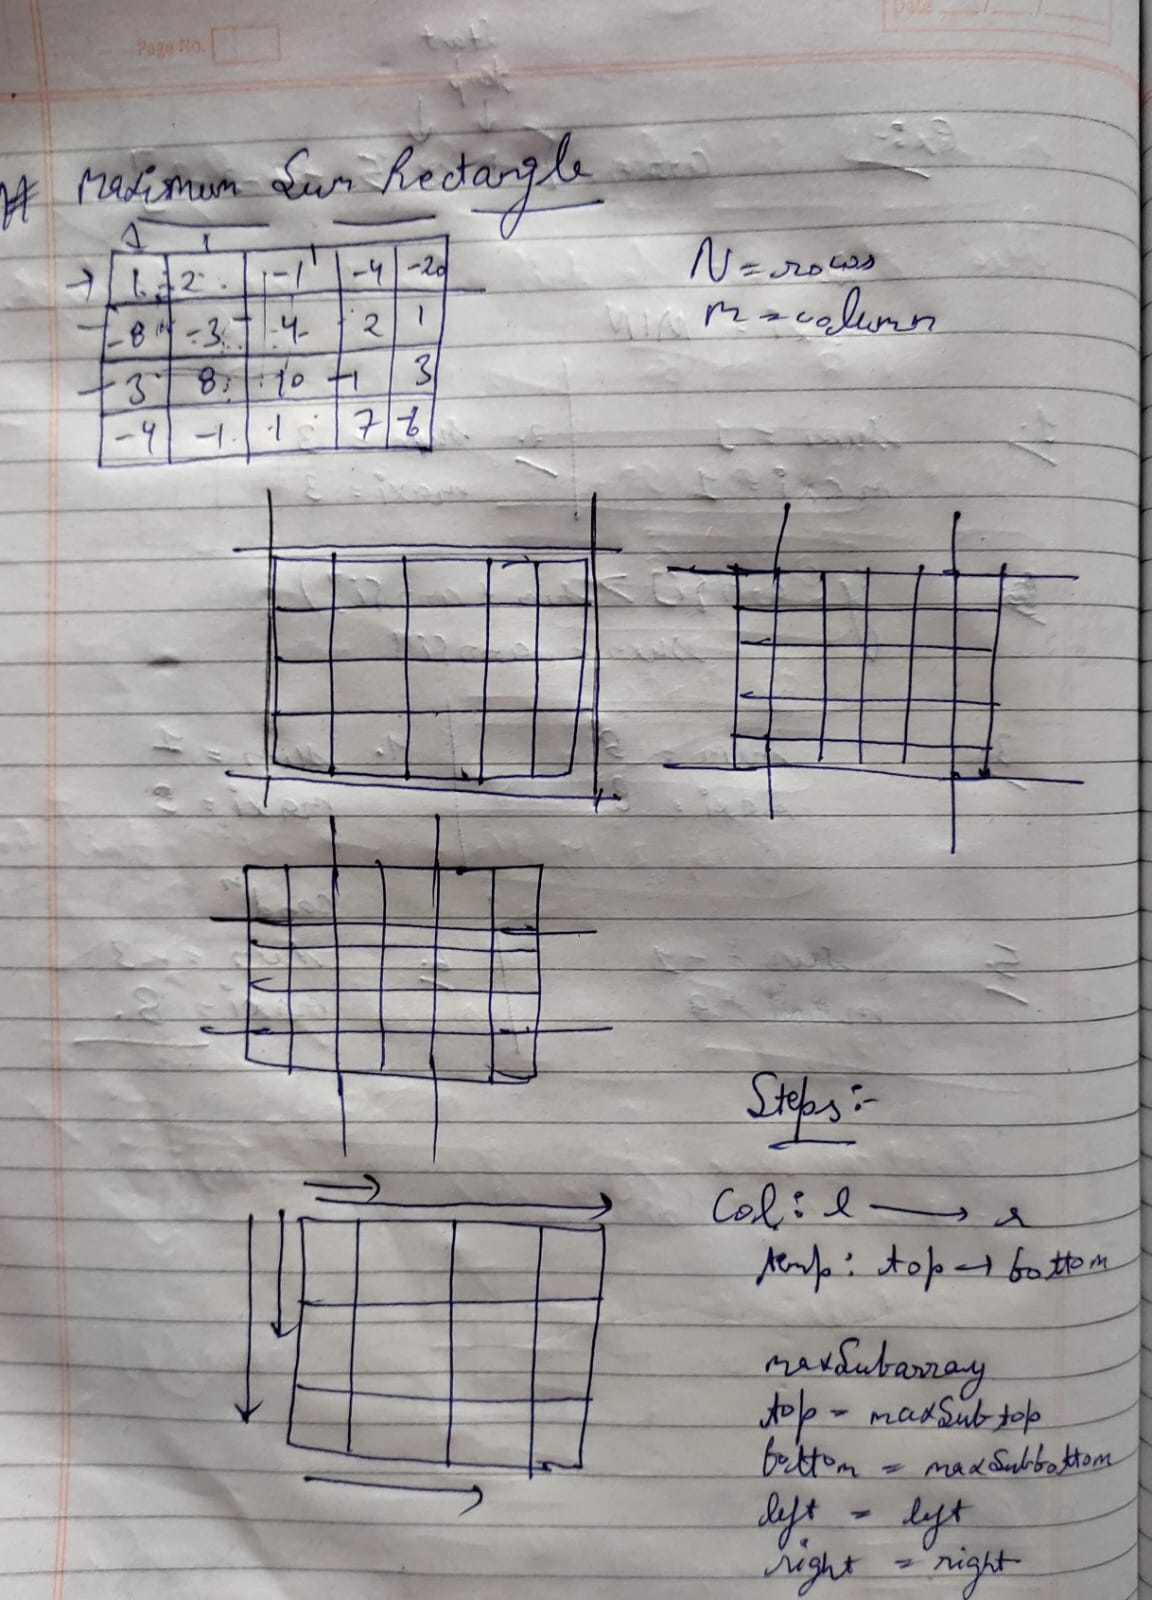 Page No.
Date
# Maximum Sum Rectangle
1 2 -1 -4 -20
-8 -3 4 2 1
3 8 10 -1 3
-4 -1 1 7 -6
N = rows
m = column
Steps :-
Col : l → r
temp : top → bottom
maxSubarray
top = maxSub top
bottom = maxSubbottom
left = left
right = right